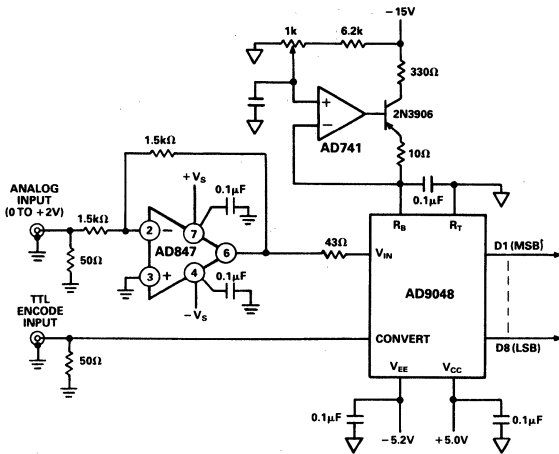 −15V
1k
6.2k
330Ω
+
−
AD741
2N3906
10Ω
0.1µF
1.5kΩ
+VS
0.1µF
ANALOG
INPUT
(0 TO +2V)
1.5kΩ
50Ω
2
−
7
AD847
6
3
+
4
0.1µF
−VS
43Ω
RB
RT
VIN
D1 (MSB)
AD9048
TTL
ENCODE
INPUT
50Ω
CONVERT
D8 (LSB)
VEE
VCC
0.1µF
−5.2V
+5.0V
0.1µF